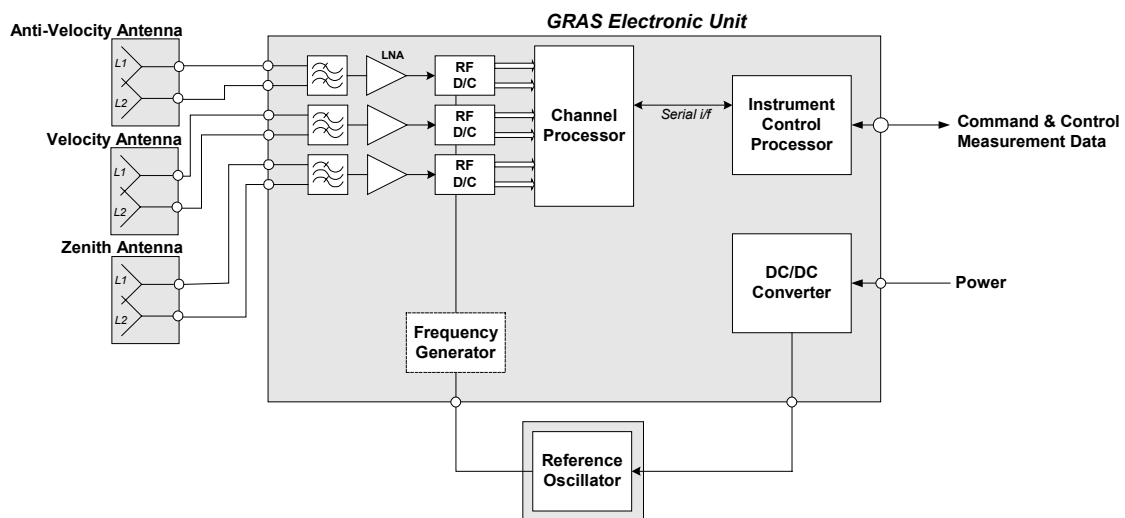 GRAS Electronic Unit
Anti-Velocity Antenna
L1
L2
Velocity Antenna
L1
L2
Zenith Antenna
L1
L2
LNA
RF
D/C
RF
D/C
RF
D/C
Channel
Processor
Serial i/f
Instrument
Control
Processor
Command & Control
Measurement Data
DC/DC
Converter
Power
Frequency
Generator
Reference
Oscillator